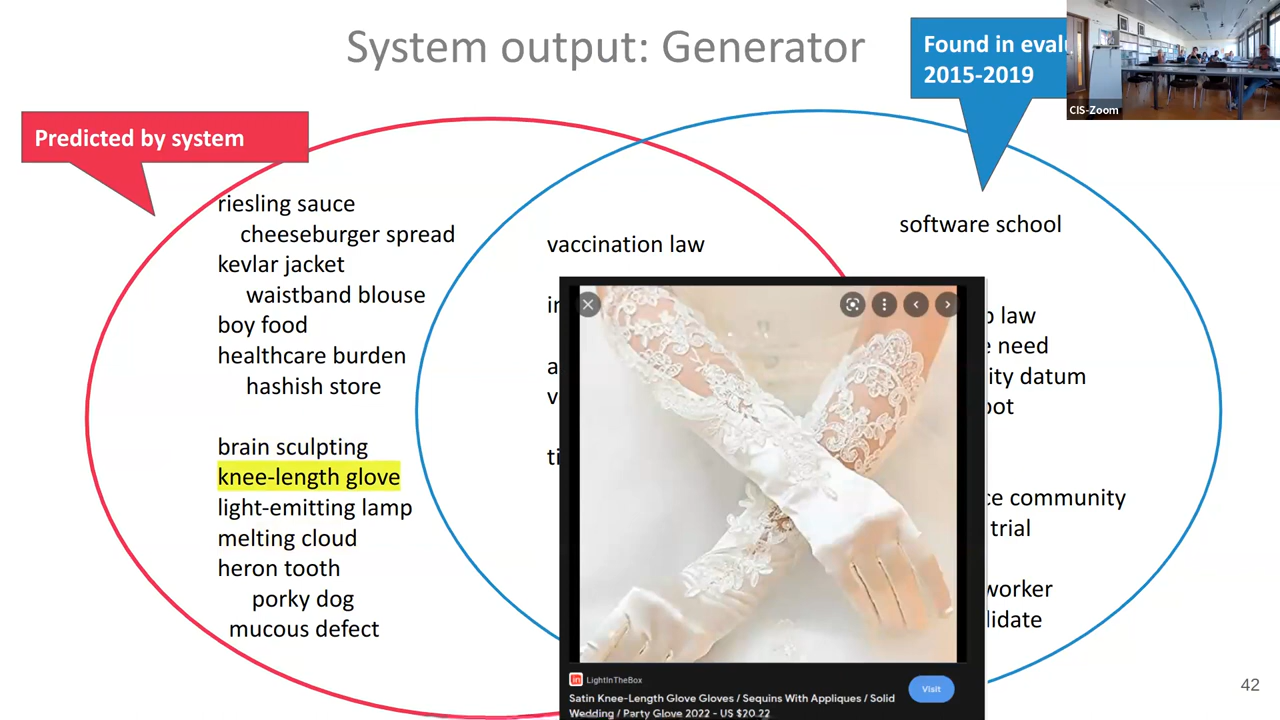 System output: Generator
Found in
2015-2019
CIS-Zoom
Predicted by system
riesling sauce
cheeseburger spread
kevlar jacket
waistband blouse
boy food
healthcare burden
hashish store
brain sculpting
knee-length glove
light-emitting lamp
melting cloud
heron tooth
porky dog
mucous defect
vaccination law
software school
law
need
datum
community
trial
worker
LightInTheBox
Satin Knee-Length Glove Gloves / Sequins With Appliques / Solid
Wedding / Party Glove 2022 - US $20.22
Visit
42